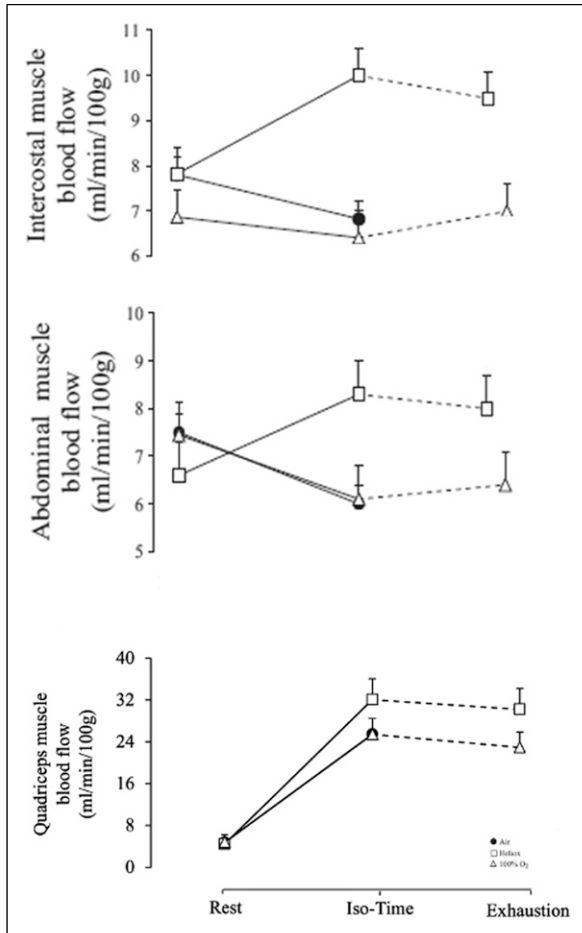 Intercostal muscle
blood flow
(ml/min/100g)
11
10
9
8
7
6
Abdominal muscle
blood flow
(ml/min/100g)
10
9
8
7
6
5
Quadriceps muscle
blood flow
(ml/min/100g)
40
32
24
16
8
0
Air
Heliox
100% O₂
Rest Iso-Time Exhaustion